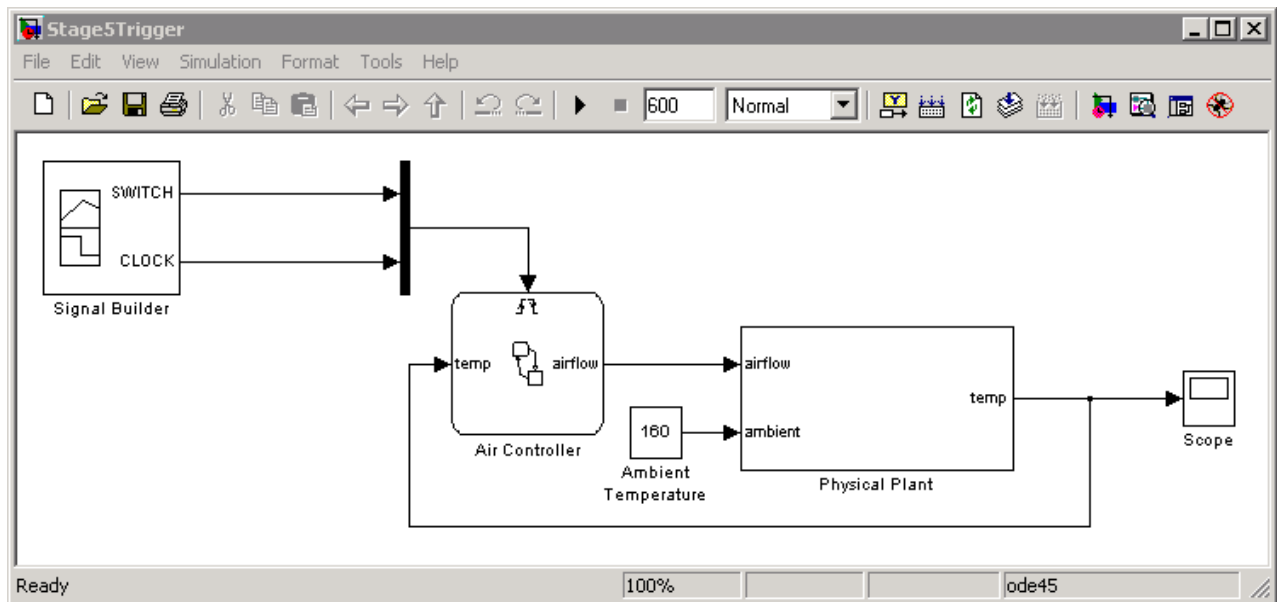 Stage5Trigger
File Edit View Simulation Format Tools Help
600 Normal
SWITCH
CLOCK
Signal Builder
temp airflow
Air Controller
airflow
ambient
temp
Physical Plant
160
Ambient
Temperature
Scope
Ready 100% ode45